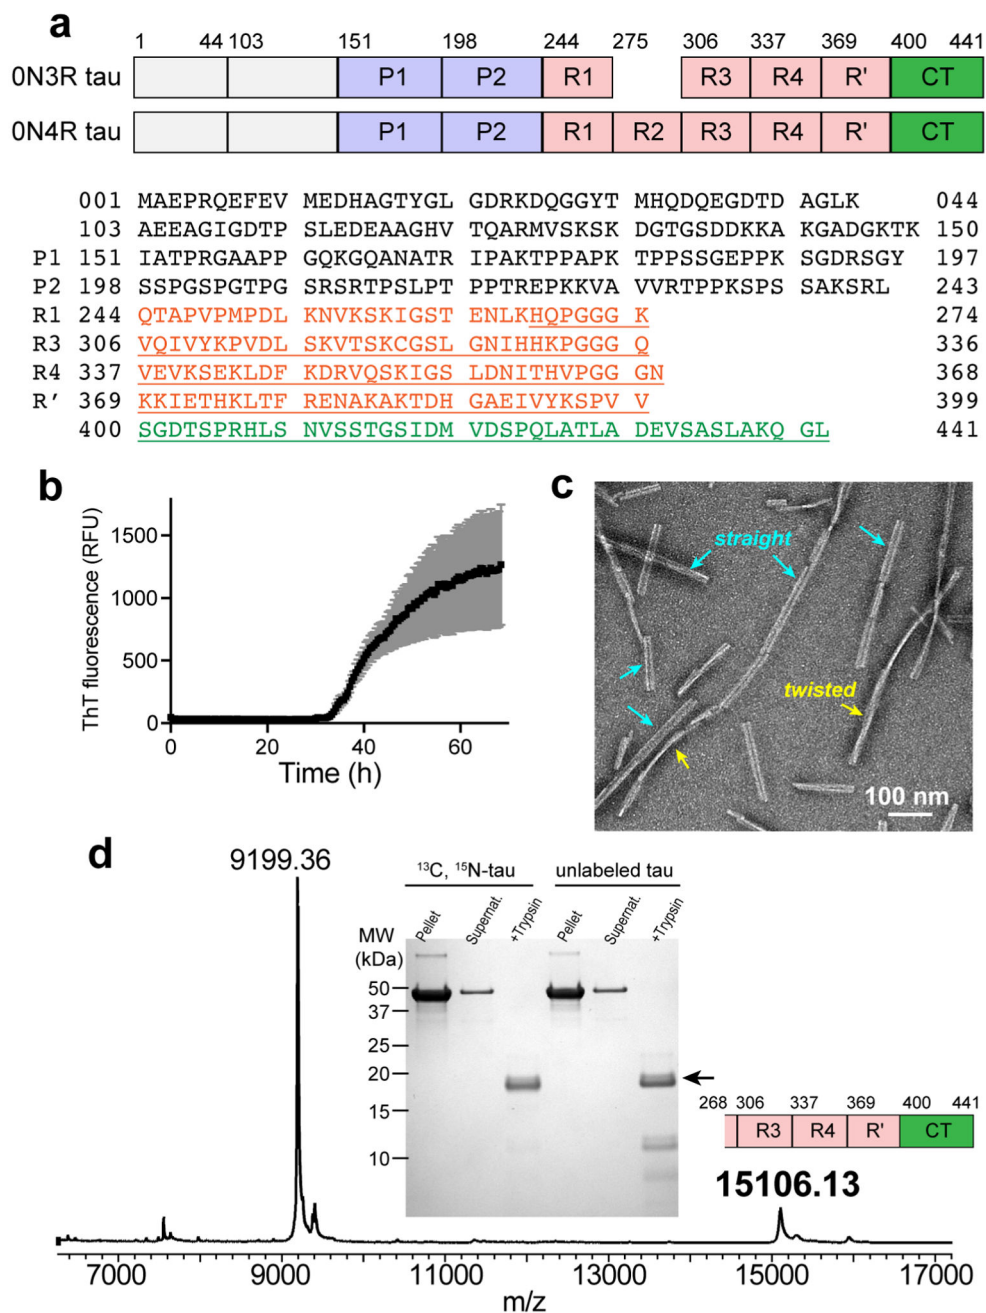 a
1 44 103 151 198 244 275 306 337 369 400 441
0N3R tau P1 P2 R1 R3 R4 R' CT
0N4R tau P1 P2 R1 R2 R3 R4 R' CT
001 MAEPRQEFEV MEDHAGTYGL GDRKDQGGYT MHQDQEGDTD AGLK 044
103 AEEAGIGDTP SLEDEAAGHV TQARMVSKSK DGTGSDDKKA KGADGKTK 150
P1 151 IATPRGAAPP GQKGQANATR IPAKTPPAPK TPPSSGEPPK SGDRSGY 197
P2 198 SSPGSPGTPG SRSRTPSLPT PPTREPKKVA VVRTPPKSPS SAKSRL 243
R1 244 QTAPVPMPDL KNVKSKIGST ENLKHQPGGG K 274
R3 306 VQIVYKPVDL SKVTSKCGSL GNIHHKPGGG Q 336
R4 337 VEVKSEKLDF KDRVQSKIGS LDNITHVPGG GN 368
R′ 369 KKIETHKLTF RENAKAKTDH GAEIVYKSPV V 399
400 SGDTSPRHLS NVSSTGSIDM VDSPQLATLA DEVSASLAKQ GL 441
b
ThT fluorescence (RFU)
1500
1000
500
0
0 20 40 60
Time (h)
c
straight
twisted
100 nm
d
9199.36
¹³C, ¹⁵N-tau unlabeled tau
Pellet Supernat. +Trypsin Pellet Supernat. +Trypsin
MW
(kDa)
50
37
25
20
15
10
268 306 337 369 400 441
R3 R4 R' CT
15106.13
7000 9000 11000 13000 15000 17000
m/z